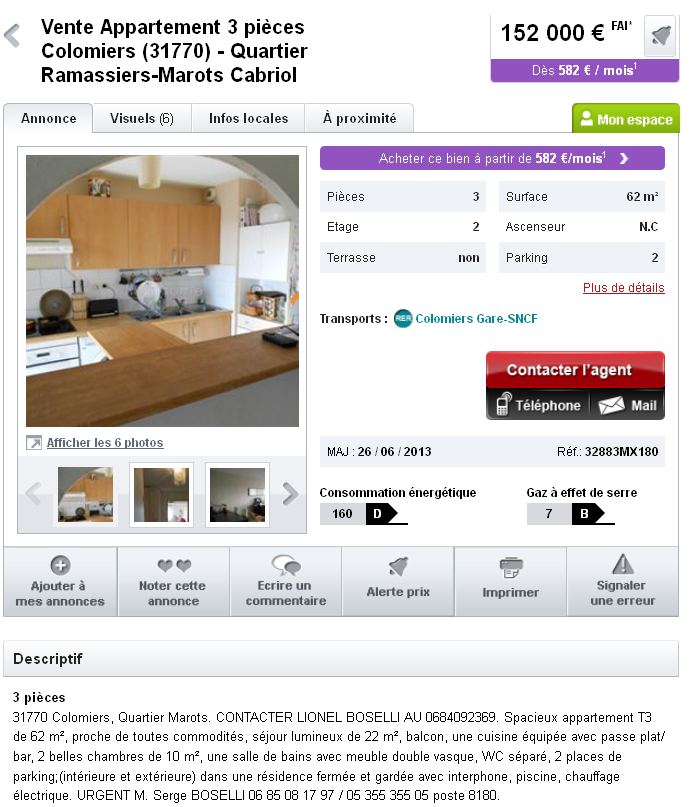 Vente Appartement 3 pièces
Colomiers (31770) - Quartier
Ramassiers-Marots Cabriol
152 000 € FAI*
Dès 582 € / mois¹
Annonce
Visuels (6)
Infos locales
À proximité
Mon espace
Acheter ce bien à partir de 582 €/mois¹
Pièces 3
Surface 62 m²
Etage 2
Ascenseur N.C
Terrasse non
Parking 2
Plus de détails
Transports : RER Colomiers Gare-SNCF
Contacter l'agent
Téléphone
Mail
Afficher les 6 photos
MAJ : 26 / 06 / 2013
Réf.: 32883MX180
Consommation énergétique
160 D
Gaz à effet de serre
7 B
Ajouter à
mes annonces
Noter cette
annonce
Ecrire un
commentaire
Alerte prix
Imprimer
Signaler
une erreur
Descriptif
3 pièces
31770 Colomiers, Quartier Marots. CONTACTER LIONEL BOSELLI AU 0684092369. Spacieux appartement T3
de 62 m², proche de toutes commodités, séjour lumineux de 22 m², balcon, une cuisine équipée avec passe plat/
bar, 2 belles chambres de 10 m², une salle de bains avec meuble double vasque, WC séparé, 2 places de
parking;(intérieure et extérieure) dans une résidence fermée et gardée avec interphone, piscine, chauffage
électrique. URGENT M. Serge BOSELLI 06 85 08 17 97 / 05 355 355 05 poste 8180.